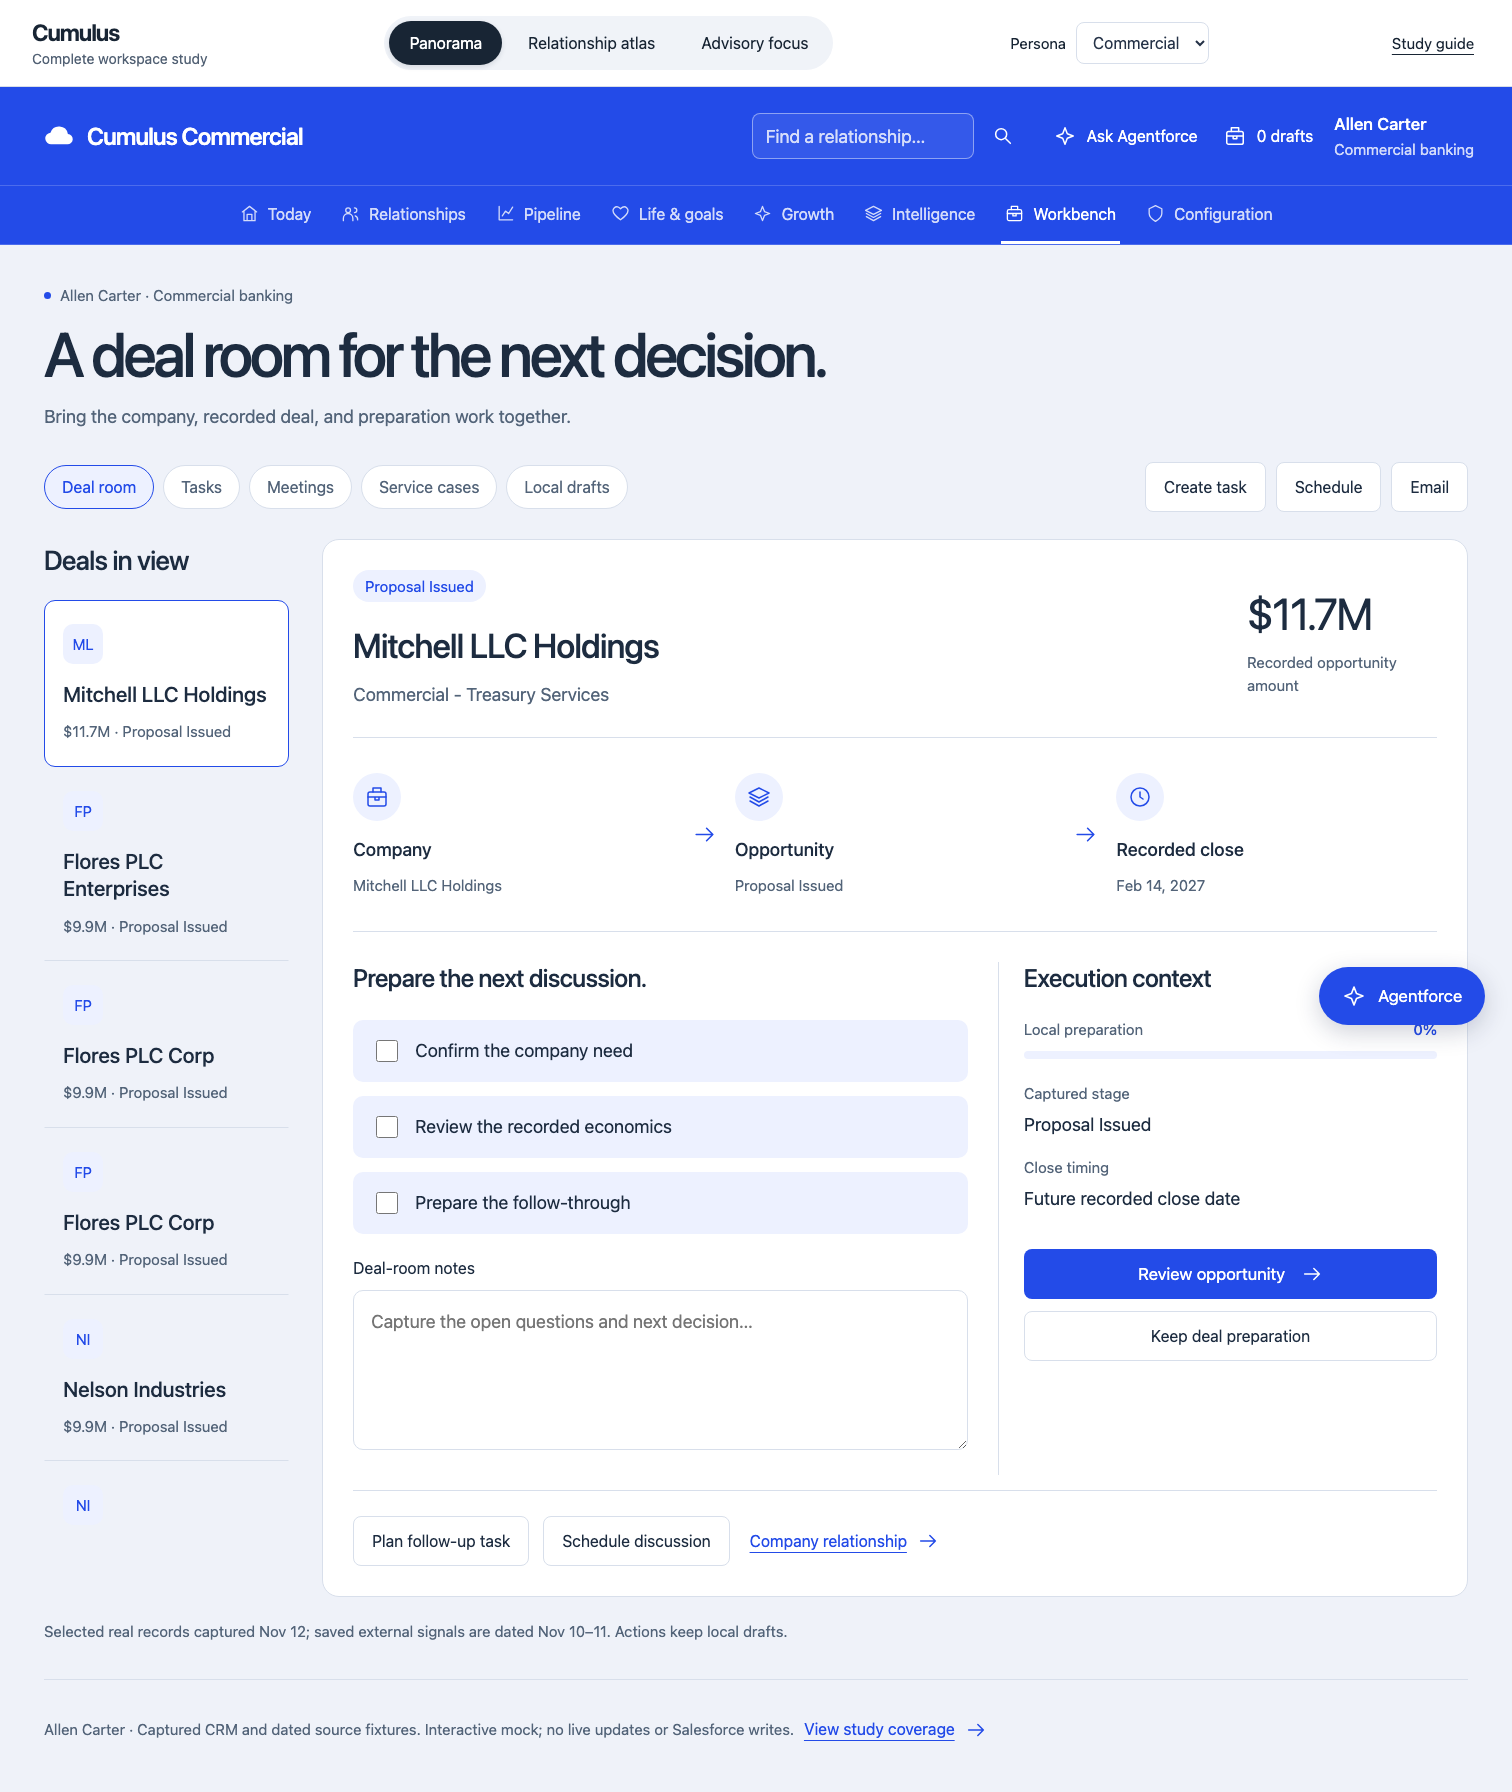 Cumulus
Complete workspace study
Panorama
Relationship atlas
Advisory focus
Persona
Commercial
Study guide
Cumulus Commercial
Find a relationship...
Ask Agentforce
0 drafts
Allen Carter
Commercial banking
Today
Relationships
Pipeline
Life & goals
Growth
Intelligence
Workbench
Configuration
Allen Carter · Commercial banking
A deal room for the next decision.
Bring the company, recorded deal, and preparation work together.
Deal room
Tasks
Meetings
Service cases
Local drafts
Create task
Schedule
Email
Deals in view
ML
Mitchell LLC Holdings
$11.7M · Proposal Issued
FP
Flores PLC
Enterprises
$9.9M · Proposal Issued
FP
Flores PLC Corp
$9.9M · Proposal Issued
FP
Flores PLC Corp
$9.9M · Proposal Issued
NI
Nelson Industries
$9.9M · Proposal Issued
NI
Proposal Issued
Mitchell LLC Holdings
Commercial - Treasury Services
$11.7M
Recorded opportunity
amount
Company
Mitchell LLC Holdings
Opportunity
Proposal Issued
Recorded close
Feb 14, 2027
Prepare the next discussion.
Confirm the company need
Review the recorded economics
Prepare the follow-through
Deal-room notes
Capture the open questions and next decision...
Execution context
Agentforce
Local preparation
0%
Captured stage
Proposal Issued
Close timing
Future recorded close date
Review opportunity
Keep deal preparation
Plan follow-up task
Schedule discussion
Company relationship
Selected real records captured Nov 12; saved external signals are dated Nov 10–11. Actions keep local drafts.
Allen Carter · Captured CRM and dated source fixtures. Interactive mock; no live updates or Salesforce writes. View study coverage